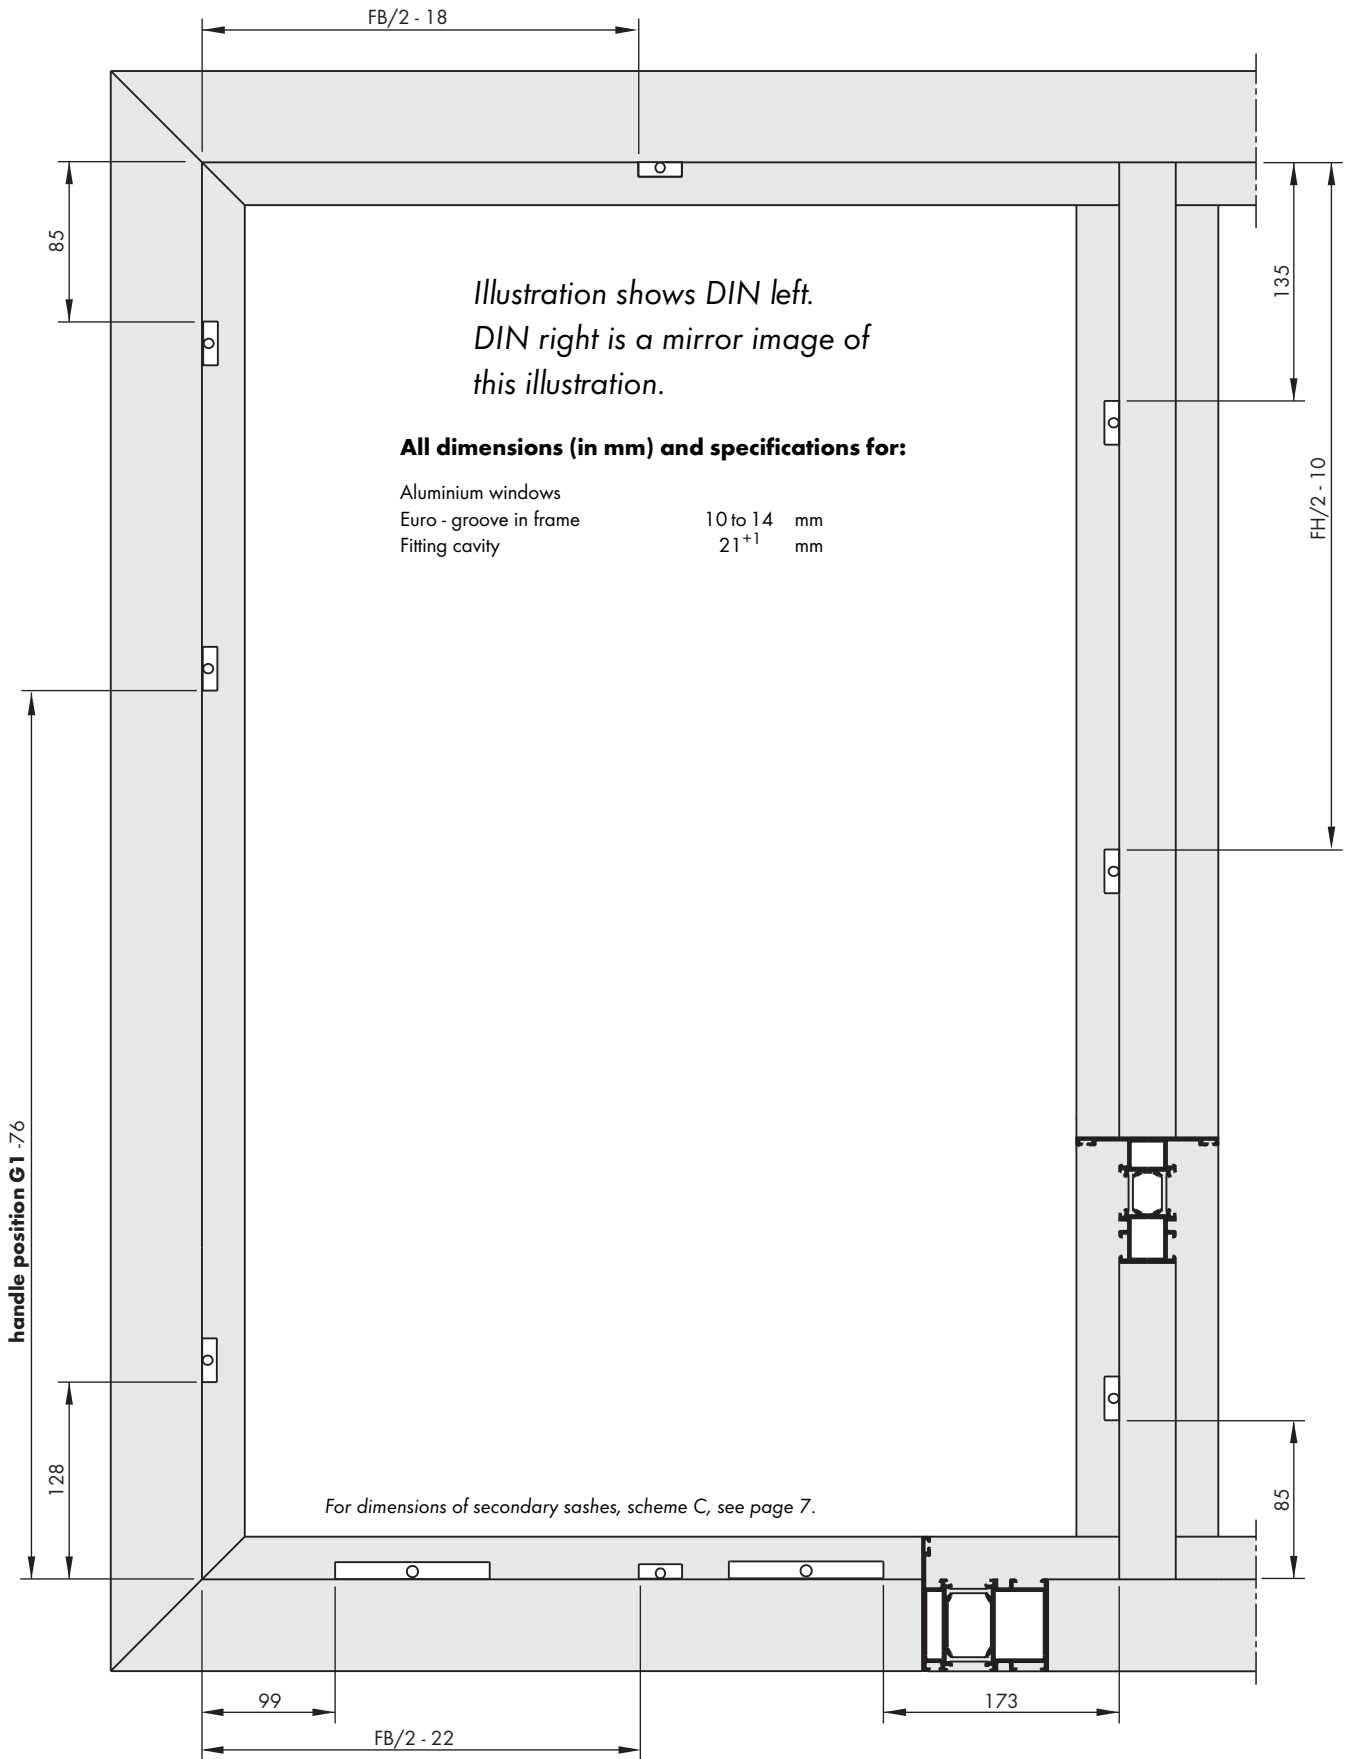 FB/2 - 18
85
135
Illustration shows DIN left.
DIN right is a mirror image of
this illustration.
All dimensions (in mm) and specifications for:
Aluminium windows
Euro - groove in frame 10 to 14 mm
Fitting cavity 21+1 mm
FH/2 - 10
handle position G1 -76
128
85
For dimensions of secondary sashes, scheme C, see page 7.
99
173
FB/2 - 22